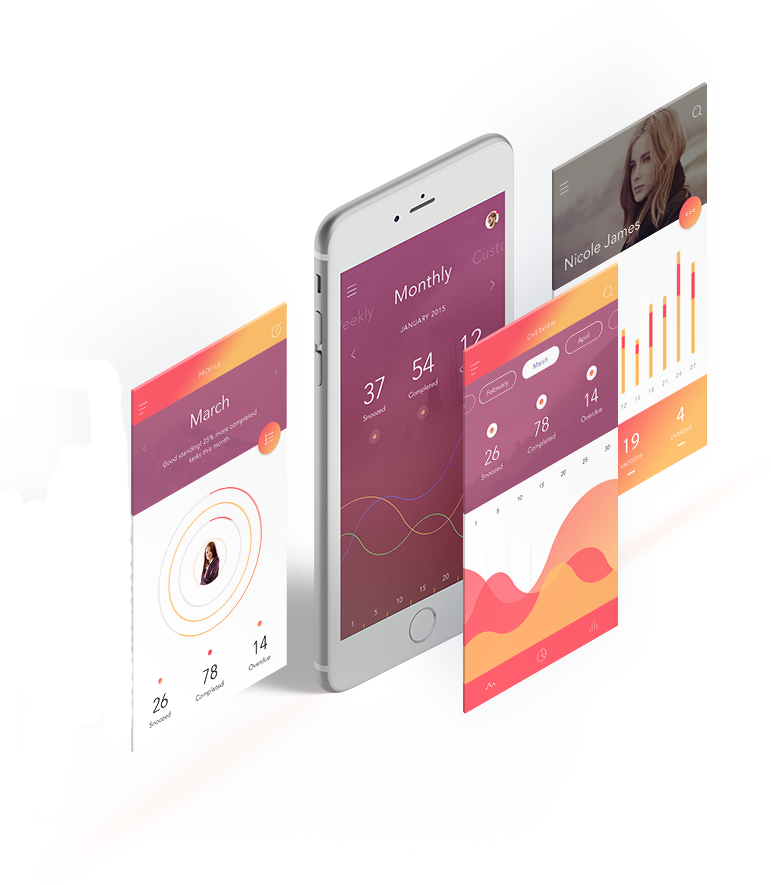 PROFILE
March
Good standing! 25% more completed
tasks this month.
26
Snoozed
78
Completed
14
Overdue
Monthly
Custo
JANUARY 2015
37
Snoozed
54
Completed
12
1 5 10 15 20
OVERVIEW
February
March
April
26
Snoozed
78
Completed
14
Overdue
1 5 10 15 20 25 30
Nicole James
12 15 18 21 24 27
19
SNOOZED
4
OVERDUE